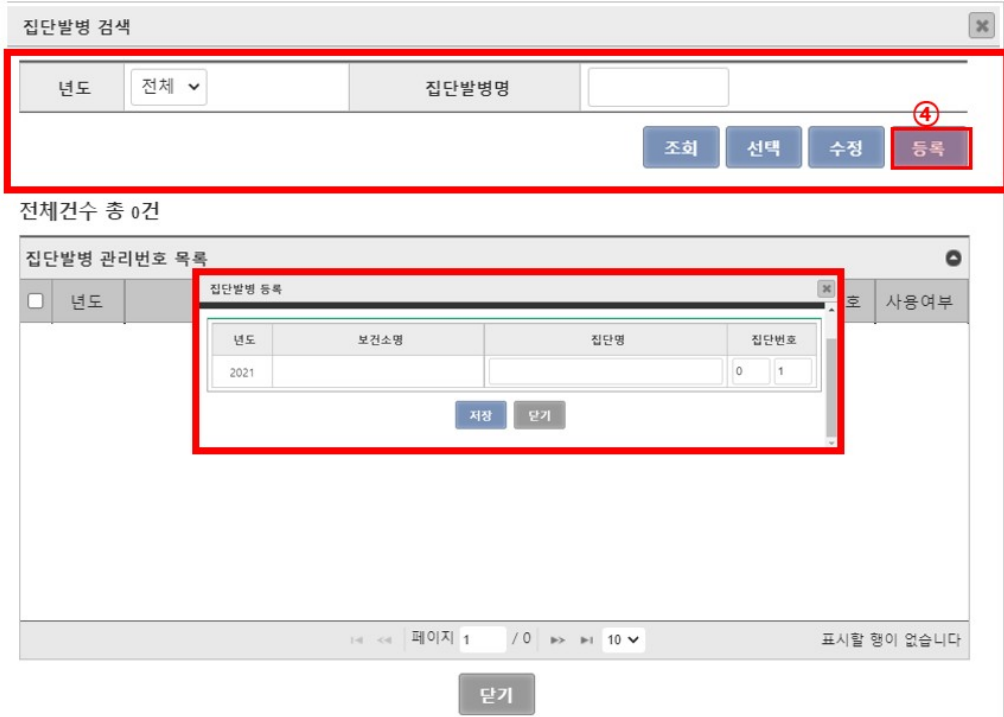 집단발병 검색
년도 전체 집단발병명
④
조회 선택 수정 등록
전체건수 총 0건
집단발병 관리번호 목록
년도 호 사용여부
집단발병 등록
년도 보건소명 집단명 집단번호
2021 0 1
저장 닫기
페이지 1 / 0 10 표시할 행이 없습니다
닫기